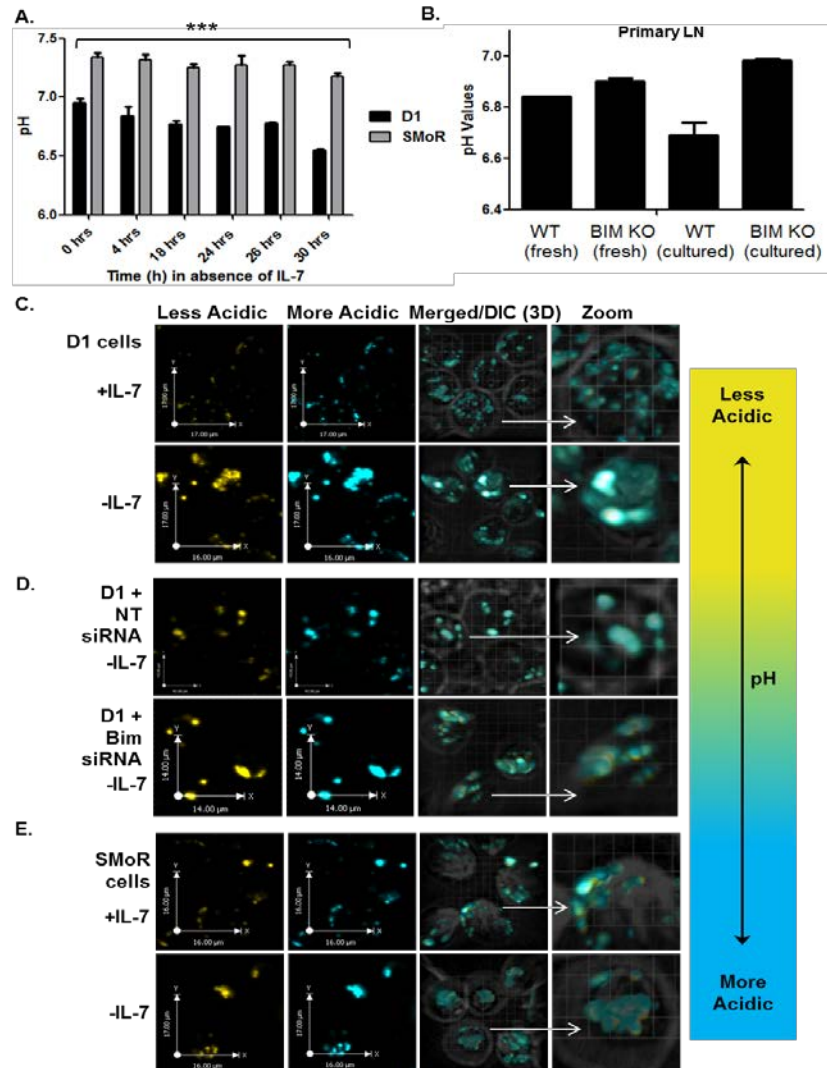 A.
***
7.5
7.0
6.5
6.0
pH
D1
SMoR
0 hrs
4 hrs
18 hrs
24 hrs
26 hrs
30 hrs
Time (h) in absence of IL-7
B.
Primary LN
7.0
6.8
6.6
6.4
pH Values
WT
(fresh)
BIM KO
(fresh)
WT
(cultured)
BIM KO
(cultured)
C.
Less Acidic More Acidic Merged/DIC (3D) Zoom
D1 cells
+IL-7
Y
17.00 µm
X
17.00 µm
Y
17.00 µm
X
17.00 µm
-IL-7
Y
17.00 µm
X
16.00 µm
Y
17.00 µm
X
16.00 µm
D.
D1 +
NT
siRNA
-IL-7
D1 +
Bim
siRNA
-IL-7
Y
14.00 µm
X
14.00 µm
Y
14.00 µm
X
14.00 µm
E.
SMoR
cells
+IL-7
Y
16.00 µm
X
16.00 µm
Y
16.00 µm
X
16.00 µm
-IL-7
Y
17.00 µm
X
16.00 µm
Y
17.00 µm
X
16.00 µm
Less
Acidic
pH
More
Acidic